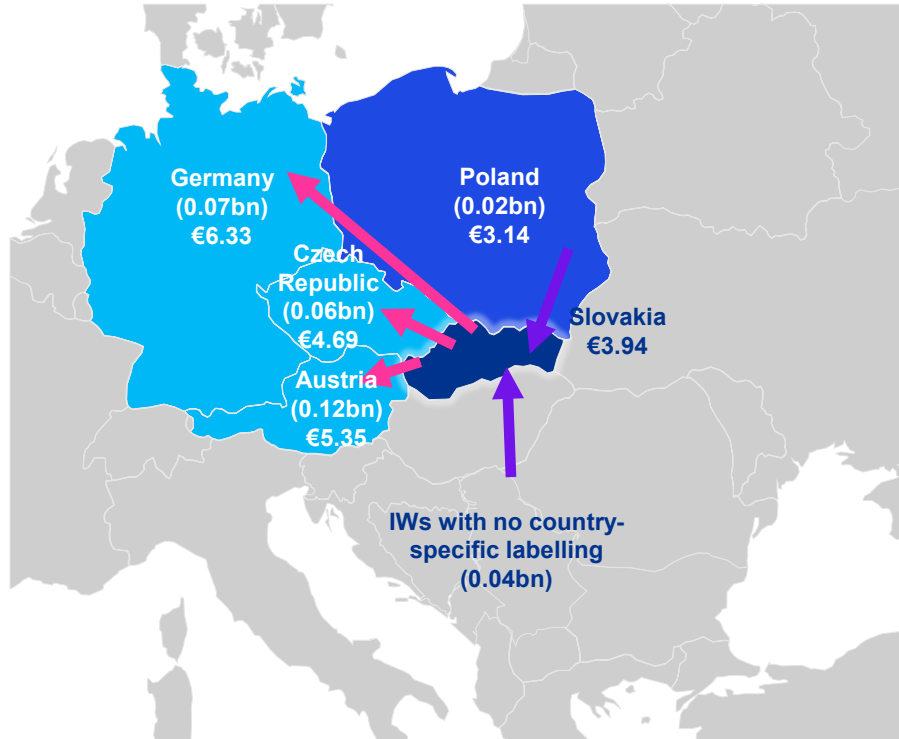 Germany
(0.07bn)
€6.33
Poland
(0.02bn)
€3.14
Czech
Republic
(0.06bn)
€4.69
Slovakia
€3.94
Austria
(0.12bn)
€5.35
IWs with no country-
specific labelling
(0.04bn)